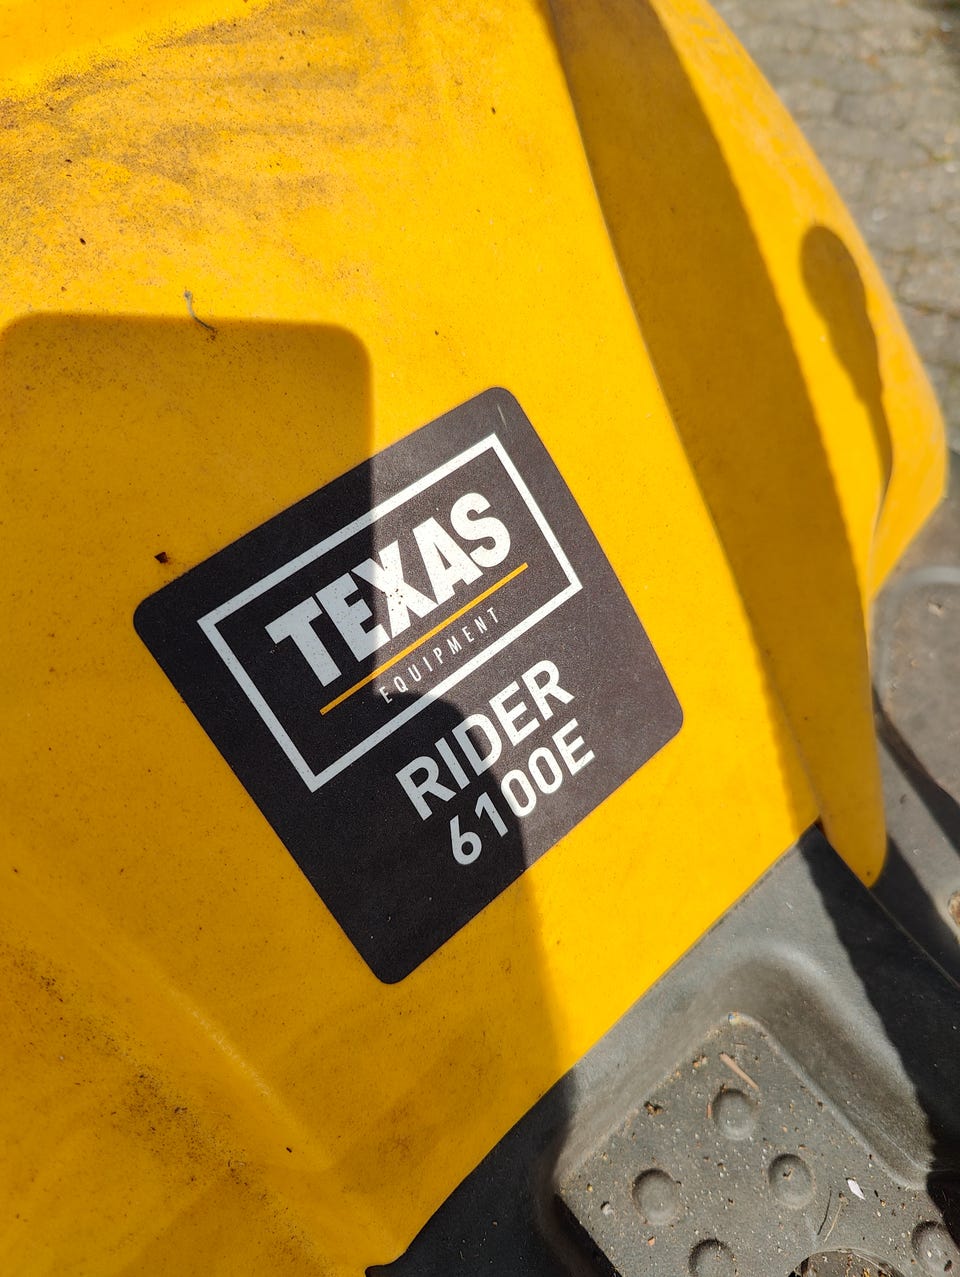 TEXAS
EQUIPMENT
RIDER
6100E